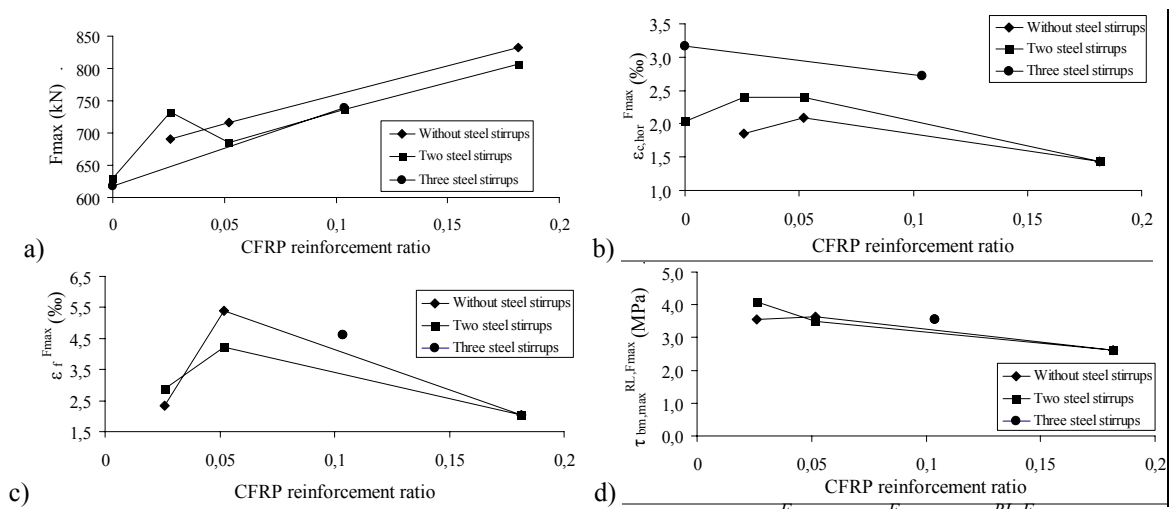 850
800
750
700
650
600
Fmax (kN)
Without steel stirrups
Two steel stirrups
Three steel stirrups
0
0,05
0,1
0,15
0,2
CFRP reinforcement ratio
a)
3,5
3,0
2,5
2,0
1,5
1,0
εc,hor Fmax (‰)
Without steel stirrups
Two steel stirrups
Three steel stirrups
0
0,05
0,1
0,15
0,2
CFRP reinforcement ratio
b)
6,5
5,5
4,5
3,5
2,5
1,5
ε f Fmax (‰)
Without steel stirrups
Two steel stirrups
Three steel stirrups
0
0,05
0,1
0,15
0,2
CFRP reinforcement ratio
c)
5,0
4,0
3,0
2,0
1,0
0,0
τ bm,max RL,Fmax (MPa)
Without steel stirrups
Two steel stirrups
Three steel stirrups
0
0,05
0,1
0,15
0,2
CFRP reinforcement ratio
d)